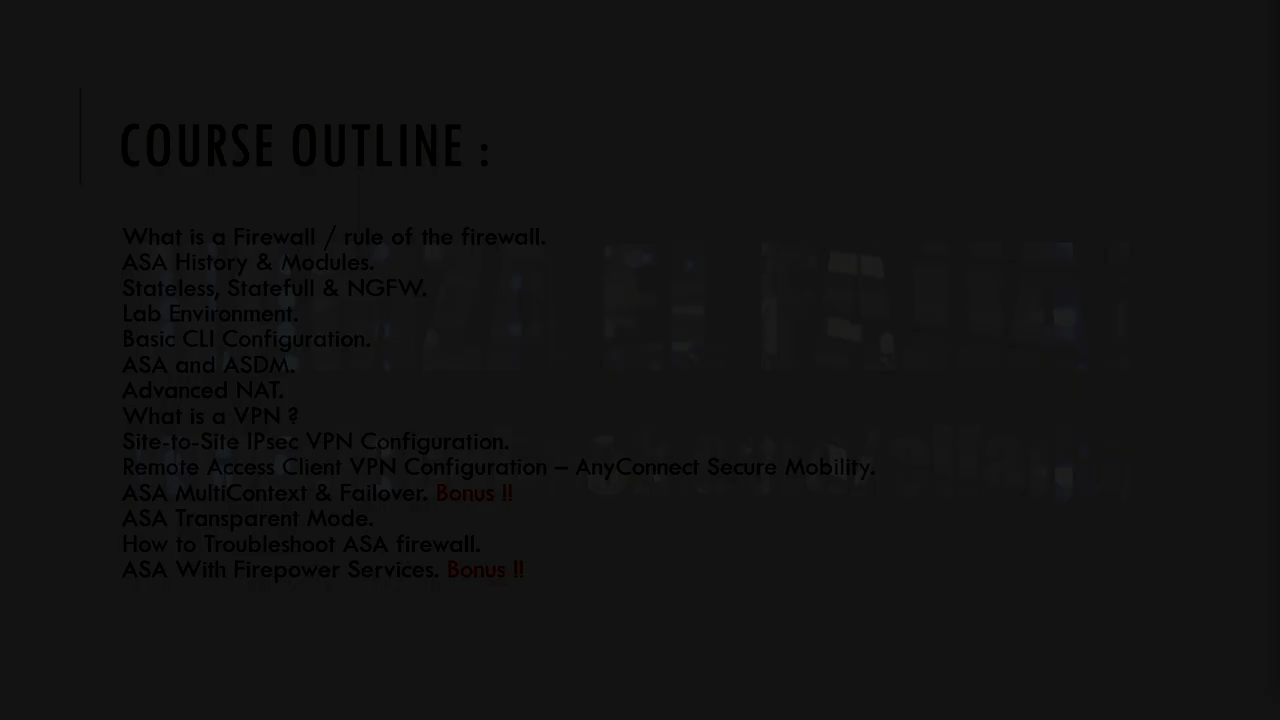 COURSE OUTLINE :
What is a Firewall / rule of the firewall.
ASA History & Modules.
Stateless, Statefull & NGFW.
Lab Environment.
Basic CLI Configuration.
ASA and ASDM.
Advanced NAT.
What is a VPN ?
Site-to-Site IPsec VPN Configuration.
Remote Access Client VPN Configuration – AnyConnect Secure Mobility.
ASA MultiContext & Failover. Bonus !!
ASA Transparent Mode.
How to Troubleshoot ASA firewall.
ASA With Firepower Services. Bonus !!